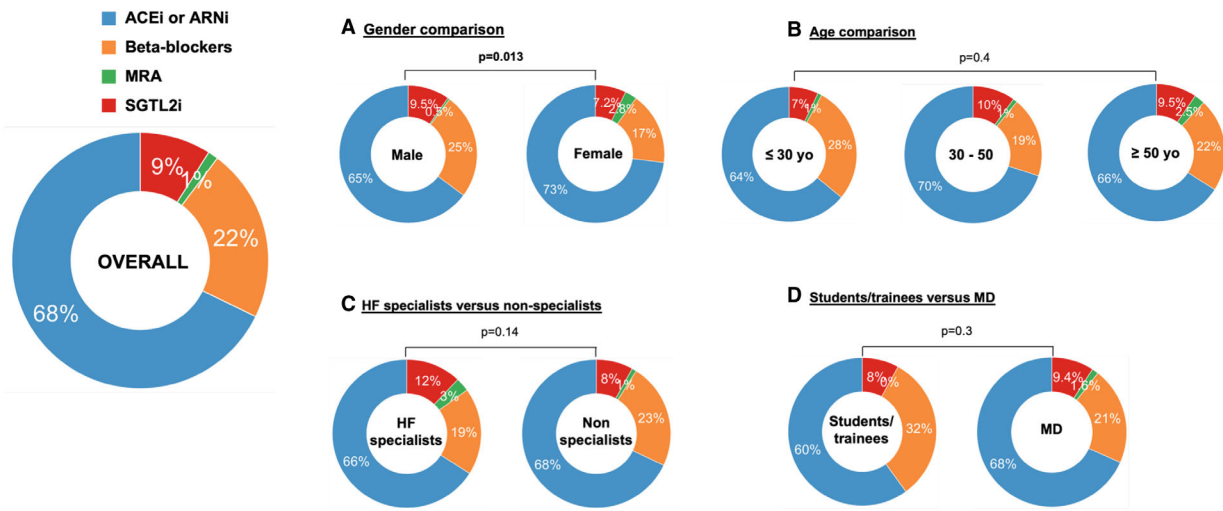 ACEi or ARNi
Beta-blockers
MRA
SGTL2i
9%
1%
22%
68%
OVERALL
A Gender comparison
p=0.013
9.5%
0.5%
25%
65%
Male
7.2%
2.8%
17%
73%
Female
B Age comparison
p=0.4
7%
1%
28%
64%
≤ 30 yo
10%
1%
19%
70%
30 - 50
9.5%
2.5%
22%
66%
≥ 50 yo
C HF specialists versus non-specialists
p=0.14
12%
3%
19%
66%
HF
specialists
8%
1%
23%
68%
Non
specialists
D Students/trainees versus MD
p=0.3
8%
0%
32%
60%
Students/
trainees
9.4%
1.6%
21%
68%
MD